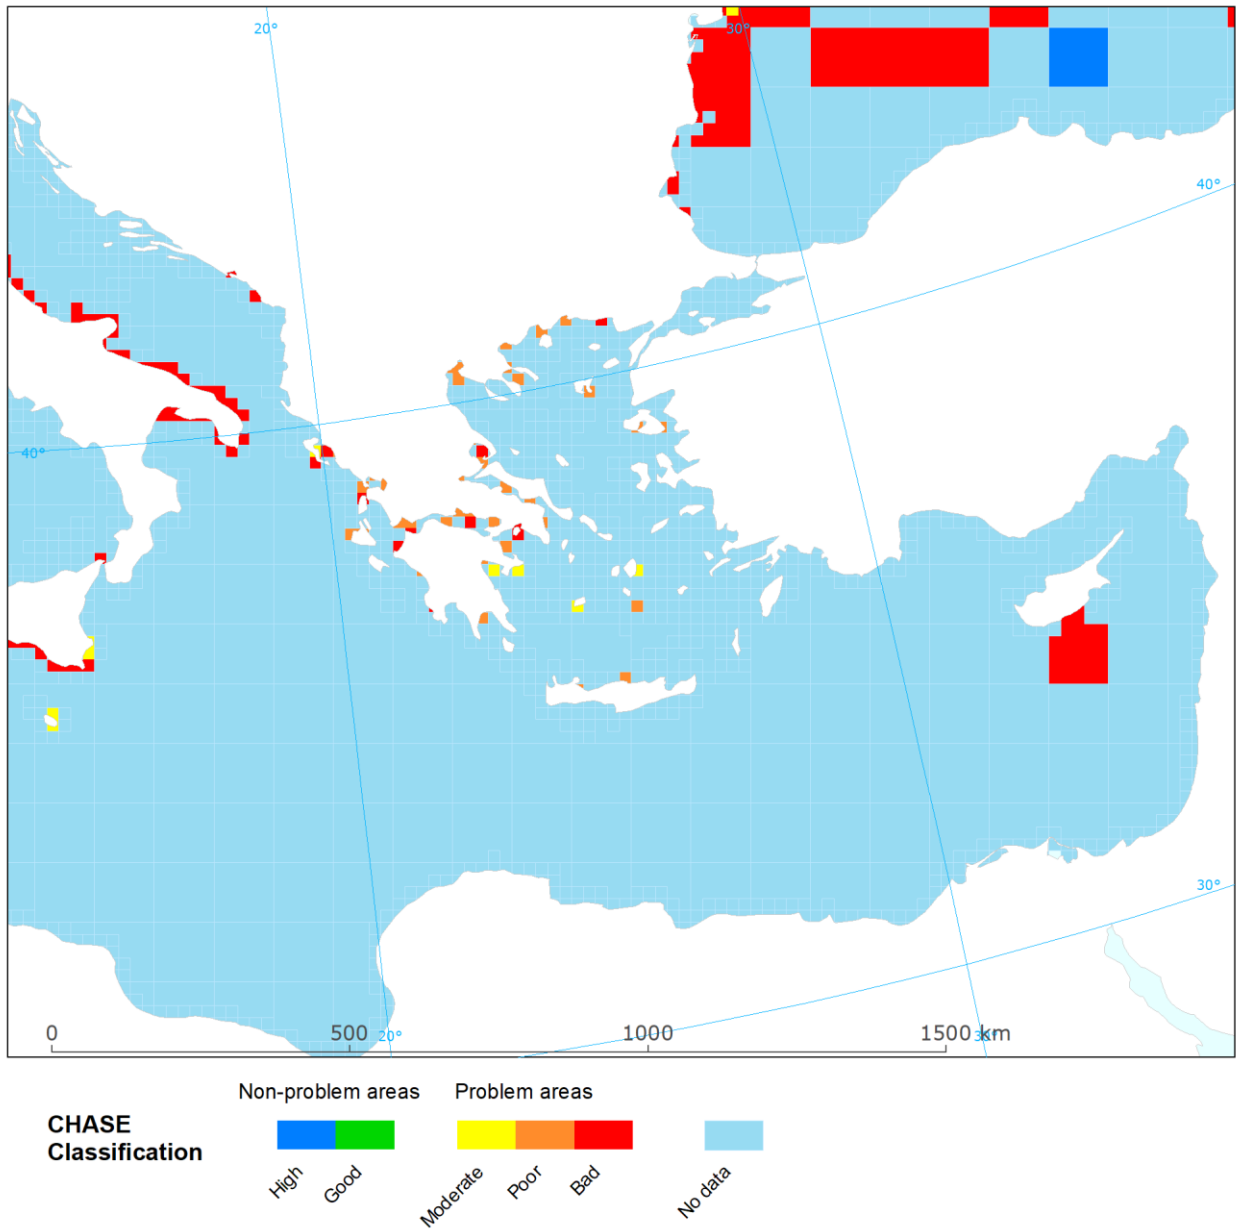 20°
30°
40°
40°
30°
0 500 1000 1500 km
20°
30°
Non-problem areas Problem areas
CHASE
Classification
High Good Moderate Poor Bad No data